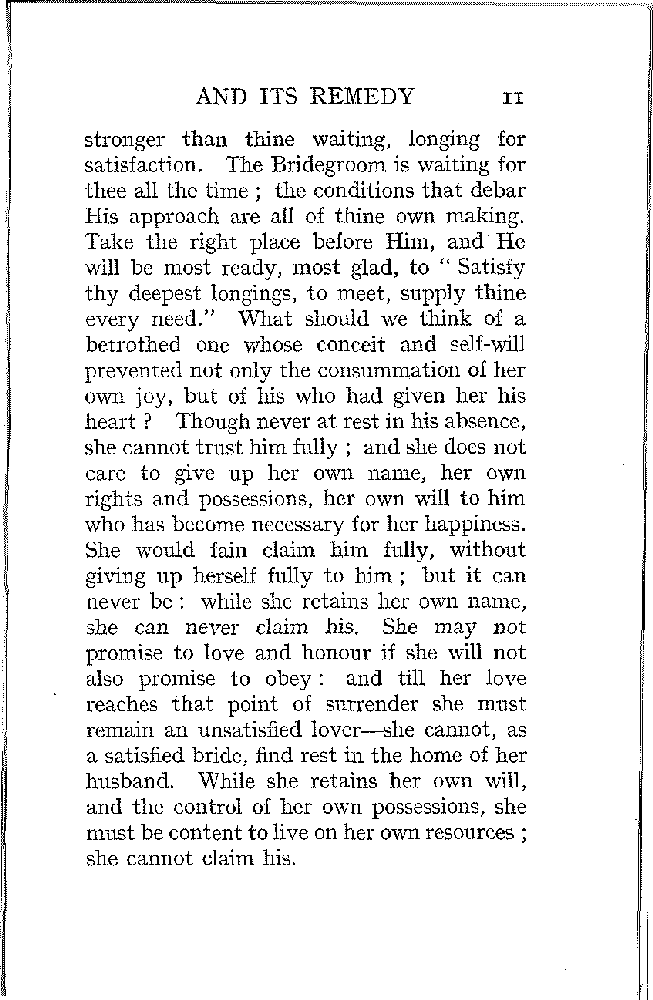 AND ITS REMEDY 11
stronger than thine waiting, longing for
satisfaction. The Bridegroom is waiting for
thee all the time ; the conditions that debar
His approach are all of thine own making.
Take the right place before Him, and He
will be most ready, most glad, to “ Satisfy
thy deepest longings, to meet, supply thine
every need.” What should we think of a
betrothed one whose conceit and self-will
prevented not only the consummation of her
own joy, but of his who had given her his
heart ? Though never at rest in his absence,
she cannot trust him fully ; and she does not
care to give up her own name, her own
rights and possessions, her own will to him
who has become necessary for her happiness.
She would fain claim him fully, without
giving up herself fully to him ; but it can
never be : while she retains her own name,
she can never claim his. She may not
promise to love and honour if she will not
also promise to obey : and till her love
reaches that point of surrender she must
remain an unsatisfied lover—she cannot, as
a satisfied bride, find rest in the home of her
husband. While she retains her own will,
and the control of her own possessions, she
must be content to live on her own resources ;
she cannot claim his.